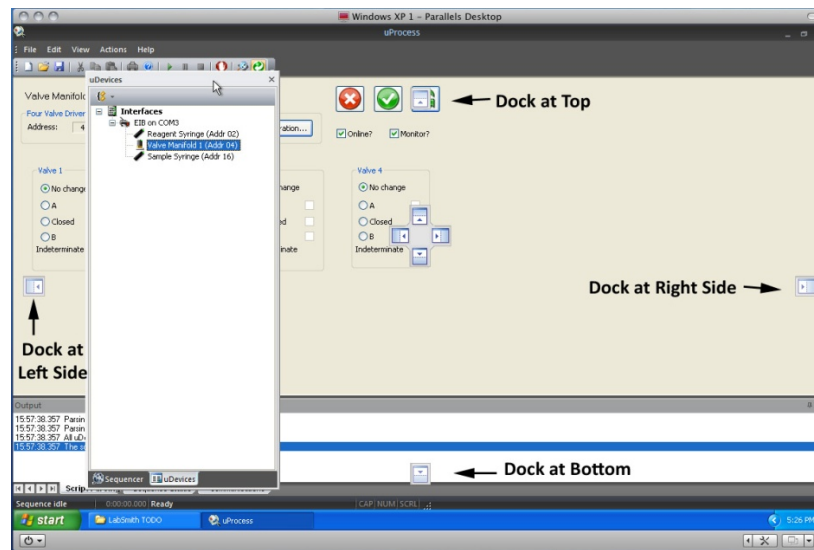 Windows XP 1 - Parallels Desktop
uProcess
File Edit View Actions Help
uDevices
Valve Manifold
Four Valve Driver
Address: 4
Interfaces
EIB on COM3
Reagent Syringe (Addr 02)
Valve Manifold 1 (Addr 04)
Sample Syringe (Addr 16)
Online? Monitor?
Dock at Top
Valve 1
No change
A
Closed
B
Indeterminate
Valve 4
No change
A
Closed
B
Indeterminate
Dock at Right Side
Dock at
Left Side
Output
15:57:38.357 Parsin
15:57:38.357 Parsin
15:57:38.357 All uD
15:57:38.357 The s
Sequencer uDevices
Dock at Bottom
Sequence idle 0:00:00.000 Ready CAP NUM SCRL
start LabSmith TODO uProcess 5:26 PM